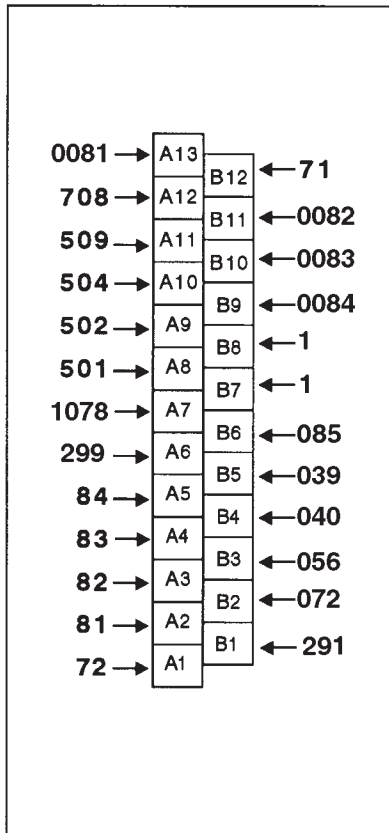 0081 A13
B12 71
708 A12
B11 0082
509 A11
B10 0083
504 A10
B9 0084
502 A9
B8 1
501 A8
B7 1
1078 A7
B6 085
299 A6
B5 039
84 A5
B4 040
83 A4
B3 056
82 A3
B2 072
81 A2
B1 291
72 A1